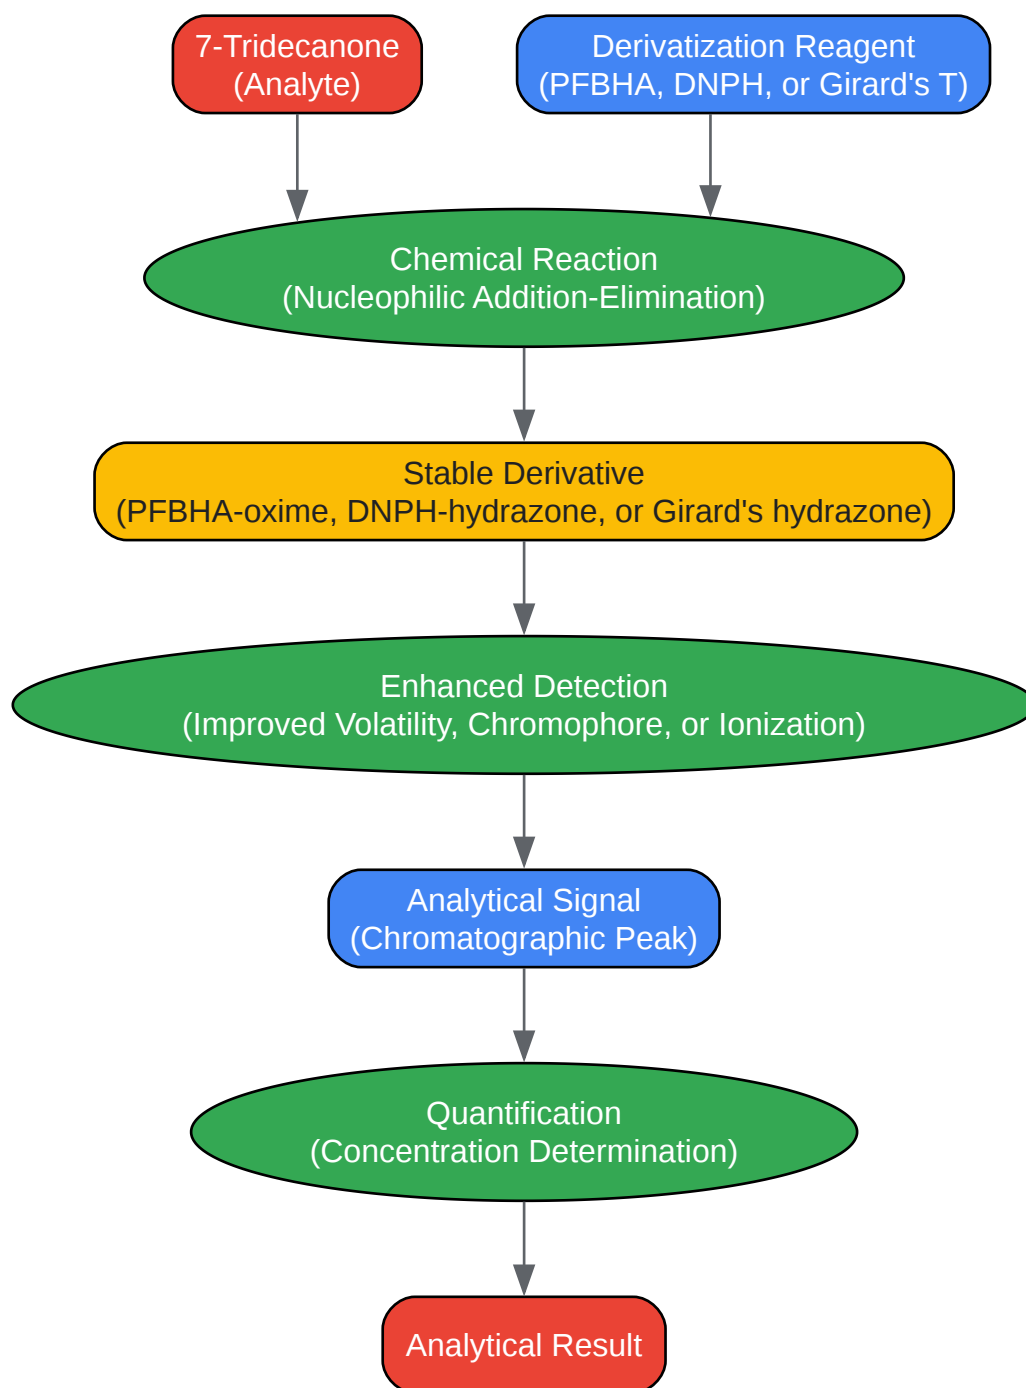 7-Tridecanone
(Analyte)
Derivatization Reagent
(PFBHA, DNPH, or Girard's T)
Chemical Reaction
(Nucleophilic Addition-Elimination)
Stable Derivative
(PFBHA-oxime, DNPH-hydrazone, or Girard's hydrazone)
Enhanced Detection
(Improved Volatility, Chromophore, or Ionization)
Analytical Signal
(Chromatographic Peak)
Quantification
(Concentration Determination)
Analytical Result